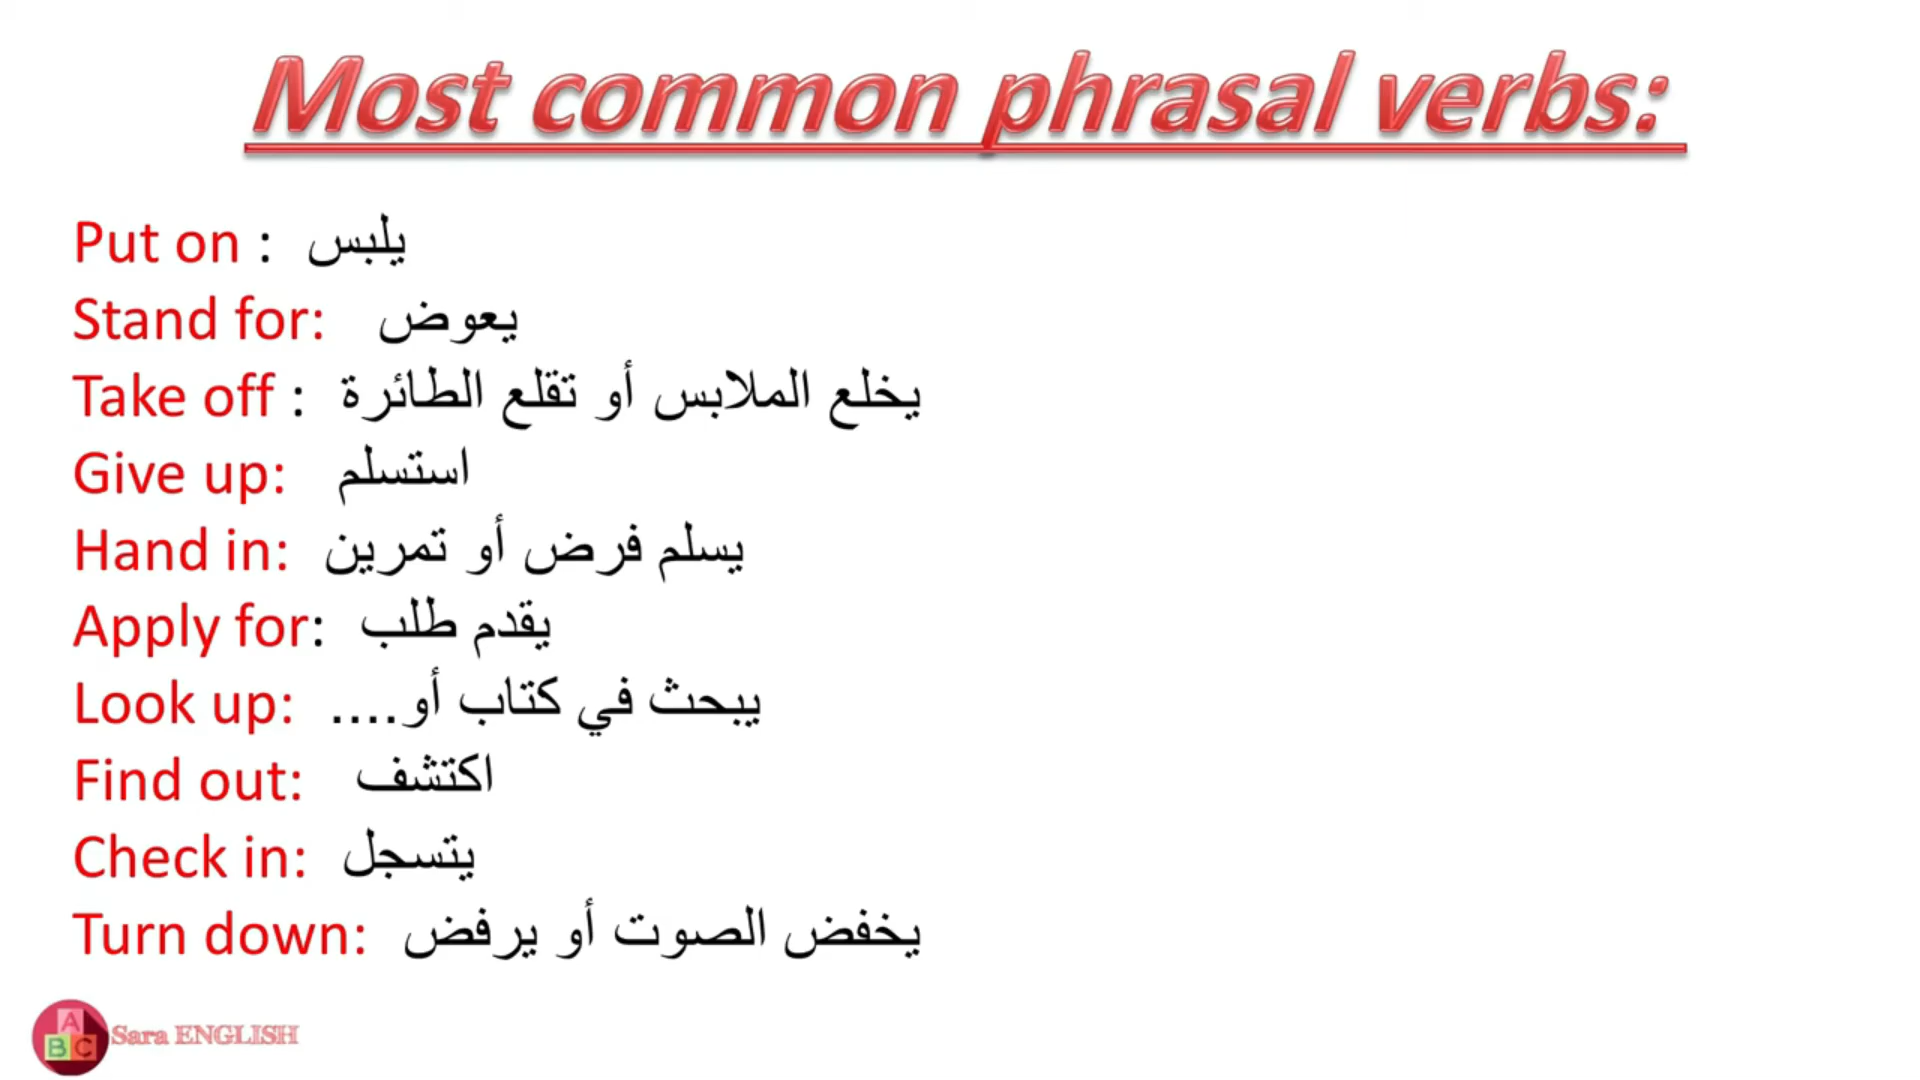 Most common phrasal verbs:
Put on : يلبس
Stand for: يعوض
Take off : يخلع الملابس أو تقلع الطائرة
Give up: استسلم
Hand in: يسلم فرض أو تمرين
Apply for: يقدم طلب
Look up: يبحث في كتاب أو....
Find out: اكتشف
Check in: يتسجل
Turn down: يخفض الصوت أو يرفض
A
B C
Sara ENGLISH